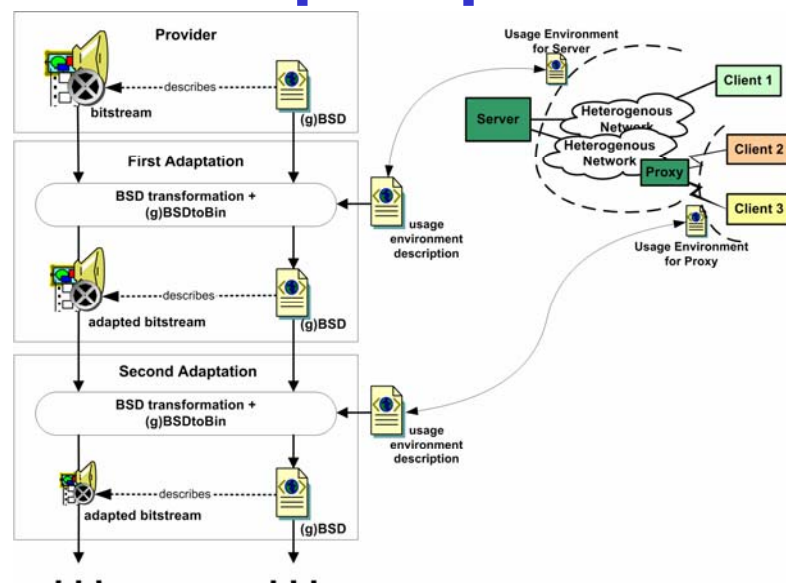 Provider
describes
bitstream
(g)BSD
First Adaptation
BSD transformation +
(g)BSDtoBin
usage
environment
description
describes
adapted bitstream
(g)BSD
Second Adaptation
BSD transformation +
(g)BSDtoBin
usage
environment
description
describes
adapted bitstream
(g)BSD
Usage Environment
for Server
Server
Heterogenous
Network
Heterogenous
Network
Proxy
Client 1
Client 2
Client 3
Usage Environment
for Proxy